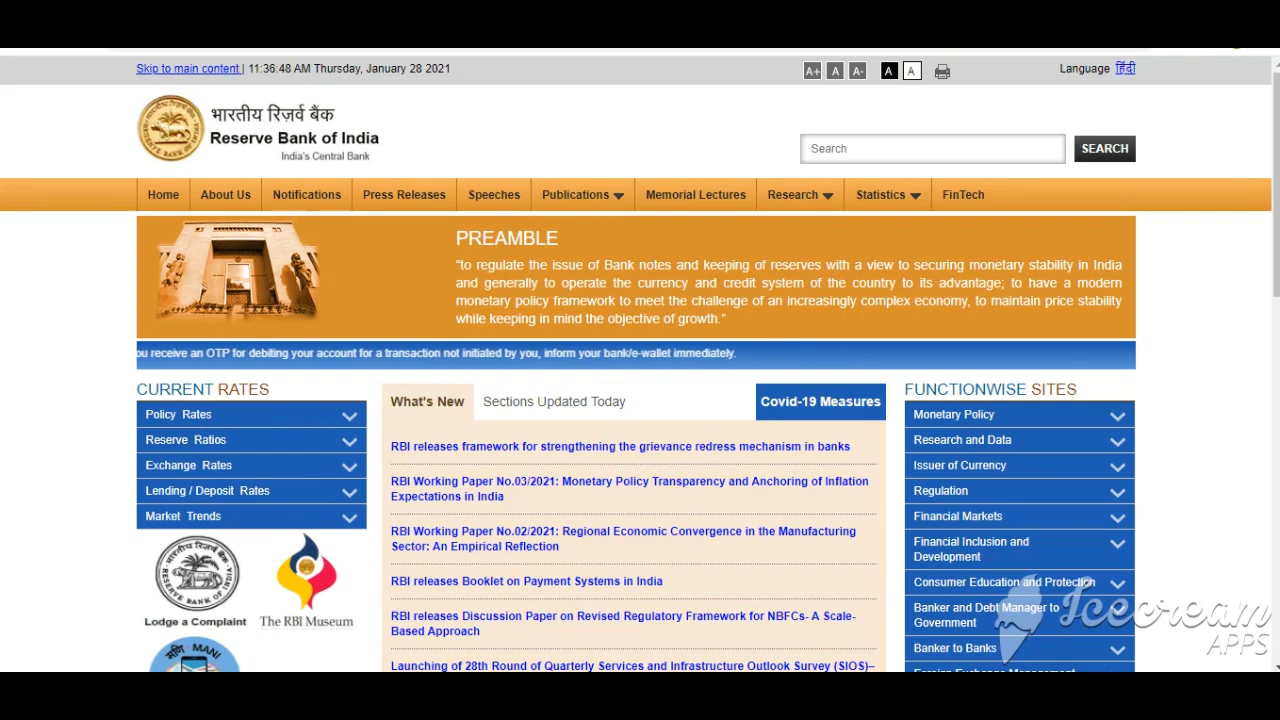 Skip to main content | 11:36:48 AM Thursday, January 28 2021
A+ A A- A A
Language हिंदी
भारतीय रिज़र्व बैंक
Reserve Bank of India
India's Central Bank
Search
SEARCH
Home About Us Notifications Press Releases Speeches Publications Memorial Lectures Research Statistics FinTech
PREAMBLE
“to regulate the issue of Bank notes and keeping of reserves with a view to securing monetary stability in India
and generally to operate the currency and credit system of the country to its advantage; to have a modern
monetary policy framework to meet the challenge of an increasingly complex economy, to maintain price stability
while keeping in mind the objective of growth.”
ou receive an OTP for debiting your account for a transaction not initiated by you, inform your bank/e-wallet immediately.
CURRENT RATES
Policy Rates
Reserve Ratios
Exchange Rates
Lending / Deposit Rates
Market Trends
Lodge a Complaint
The RBI Museum
मणि MANI
What's New
Sections Updated Today
Covid-19 Measures
RBI releases framework for strengthening the grievance redress mechanism in banks
RBI Working Paper No.03/2021: Monetary Policy Transparency and Anchoring of Inflation
Expectations in India
RBI Working Paper No.02/2021: Regional Economic Convergence in the Manufacturing
Sector: An Empirical Reflection
RBI releases Booklet on Payment Systems in India
RBI releases Discussion Paper on Revised Regulatory Framework for NBFCs- A Scale-
Based Approach
Launching of 28th Round of Quarterly Services and Infrastructure Outlook Survey (SIOS)–
FUNCTIONWISE SITES
Monetary Policy
Research and Data
Issuer of Currency
Regulation
Financial Markets
Financial Inclusion and
Development
Consumer Education and Protection
Banker and Debt Manager to
Government
Banker to Banks
Foreign Exchange Management
Icecream
APPS